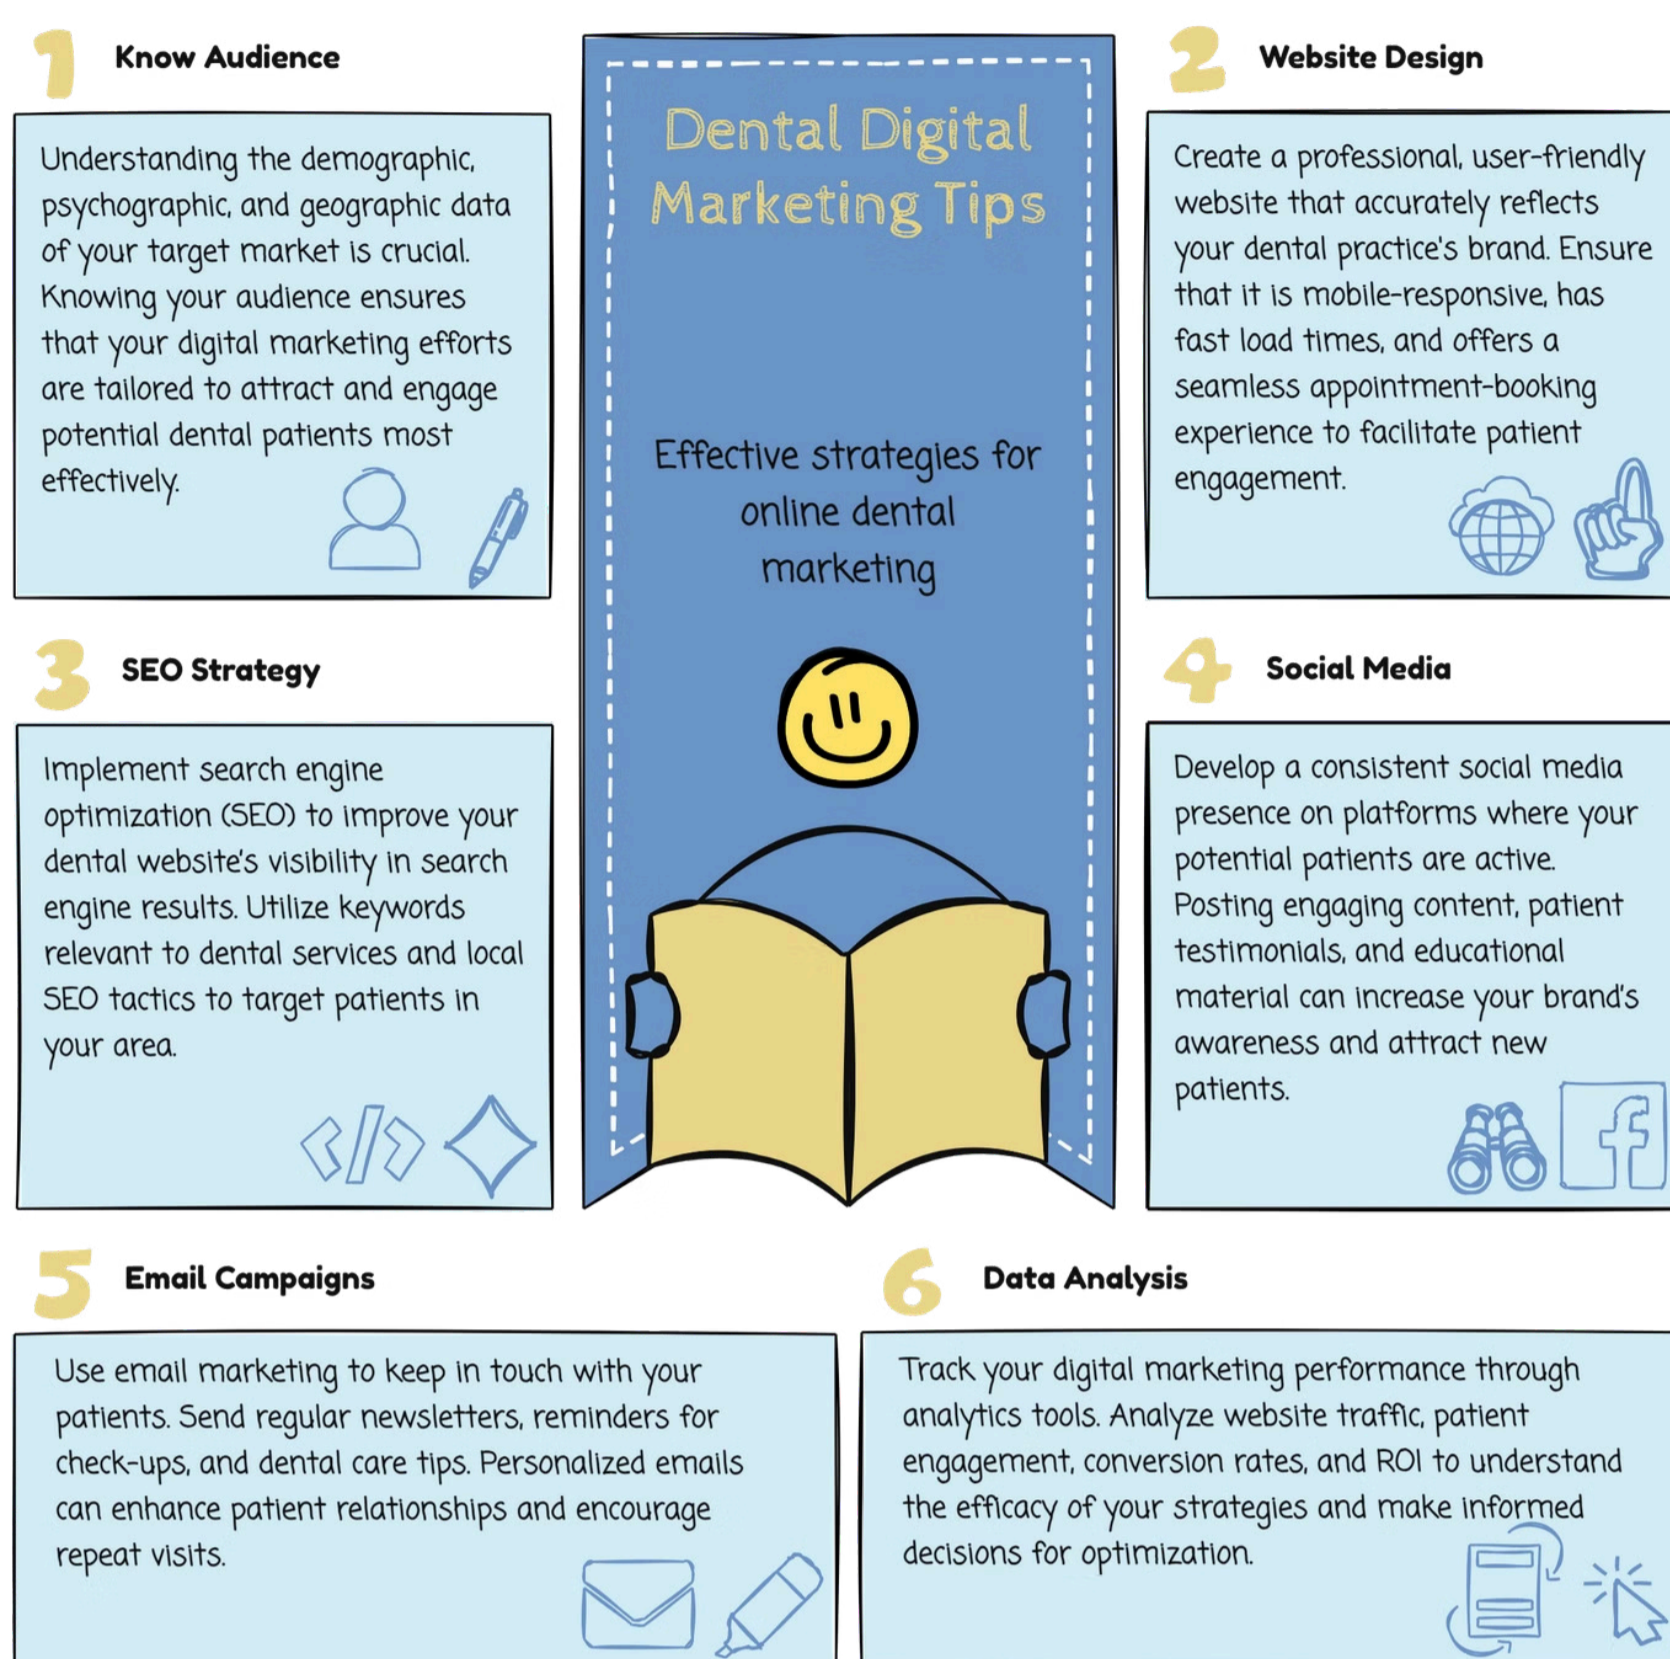 1
Know Audience
Understanding the demographic,
psychographic, and geographic data
of your target market is crucial.
Knowing your audience ensures
that your digital marketing efforts
are tailored to attract and engage
potential dental patients most
effectively.
Dental Digital
Marketing Tips
Effective strategies for
online dental
marketing
2
Website Design
Create a professional, user-friendly
website that accurately reflects
your dental practice's brand. Ensure
that it is mobile-responsive, has
fast load times, and offers a
seamless appointment-booking
experience to facilitate patient
engagement.
3
SEO Strategy
Implement search engine
optimization (SEO) to improve your
dental website's visibility in search
engine results. Utilize keywords
relevant to dental services and local
SEO tactics to target patients in
your area.
</>
4
Social Media
Develop a consistent social media
presence on platforms where your
potential patients are active.
Posting engaging content, patient
testimonials, and educational
material can increase your brand's
awareness and attract new
patients.
f
5
Email Campaigns
Use email marketing to keep in touch with your
patients. Send regular newsletters, reminders for
check-ups, and dental care tips. Personalized emails
can enhance patient relationships and encourage
repeat visits.
6
Data Analysis
Track your digital marketing performance through
analytics tools. Analyze website traffic, patient
engagement, conversion rates, and ROI to understand
the efficacy of your strategies and make informed
decisions for optimization.